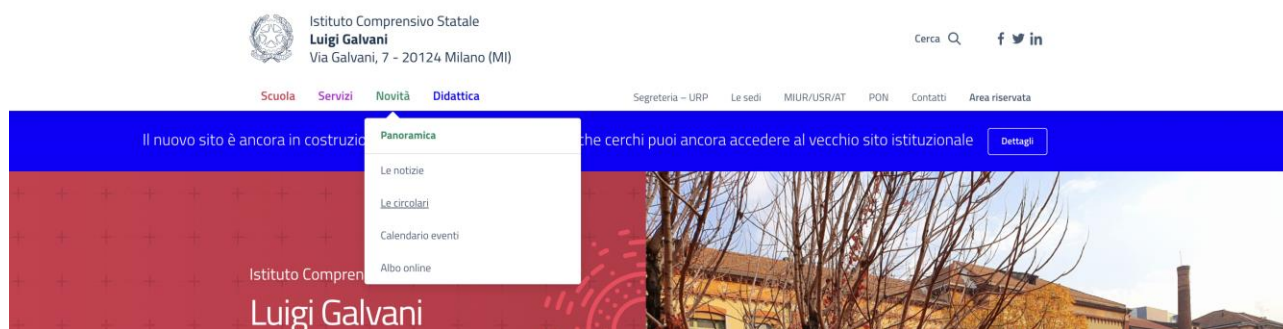 Istituto Comprensivo Statale
Luigi Galvani
Via Galvani, 7 - 20124 Milano (MI)
Cerca
Scuola Servizi Novità Didattica
Segreteria – URP Le sedi MIUR/USR/AT PON Contatti Area riservata
Il nuovo sito è ancora in che cerchi puoi ancora accedere al vecchio sito istituzionale Dettagli
Panoramica
Le notizie
Le circolari
Calendario eventi
Albo online
Istituto
Luigi Galvani